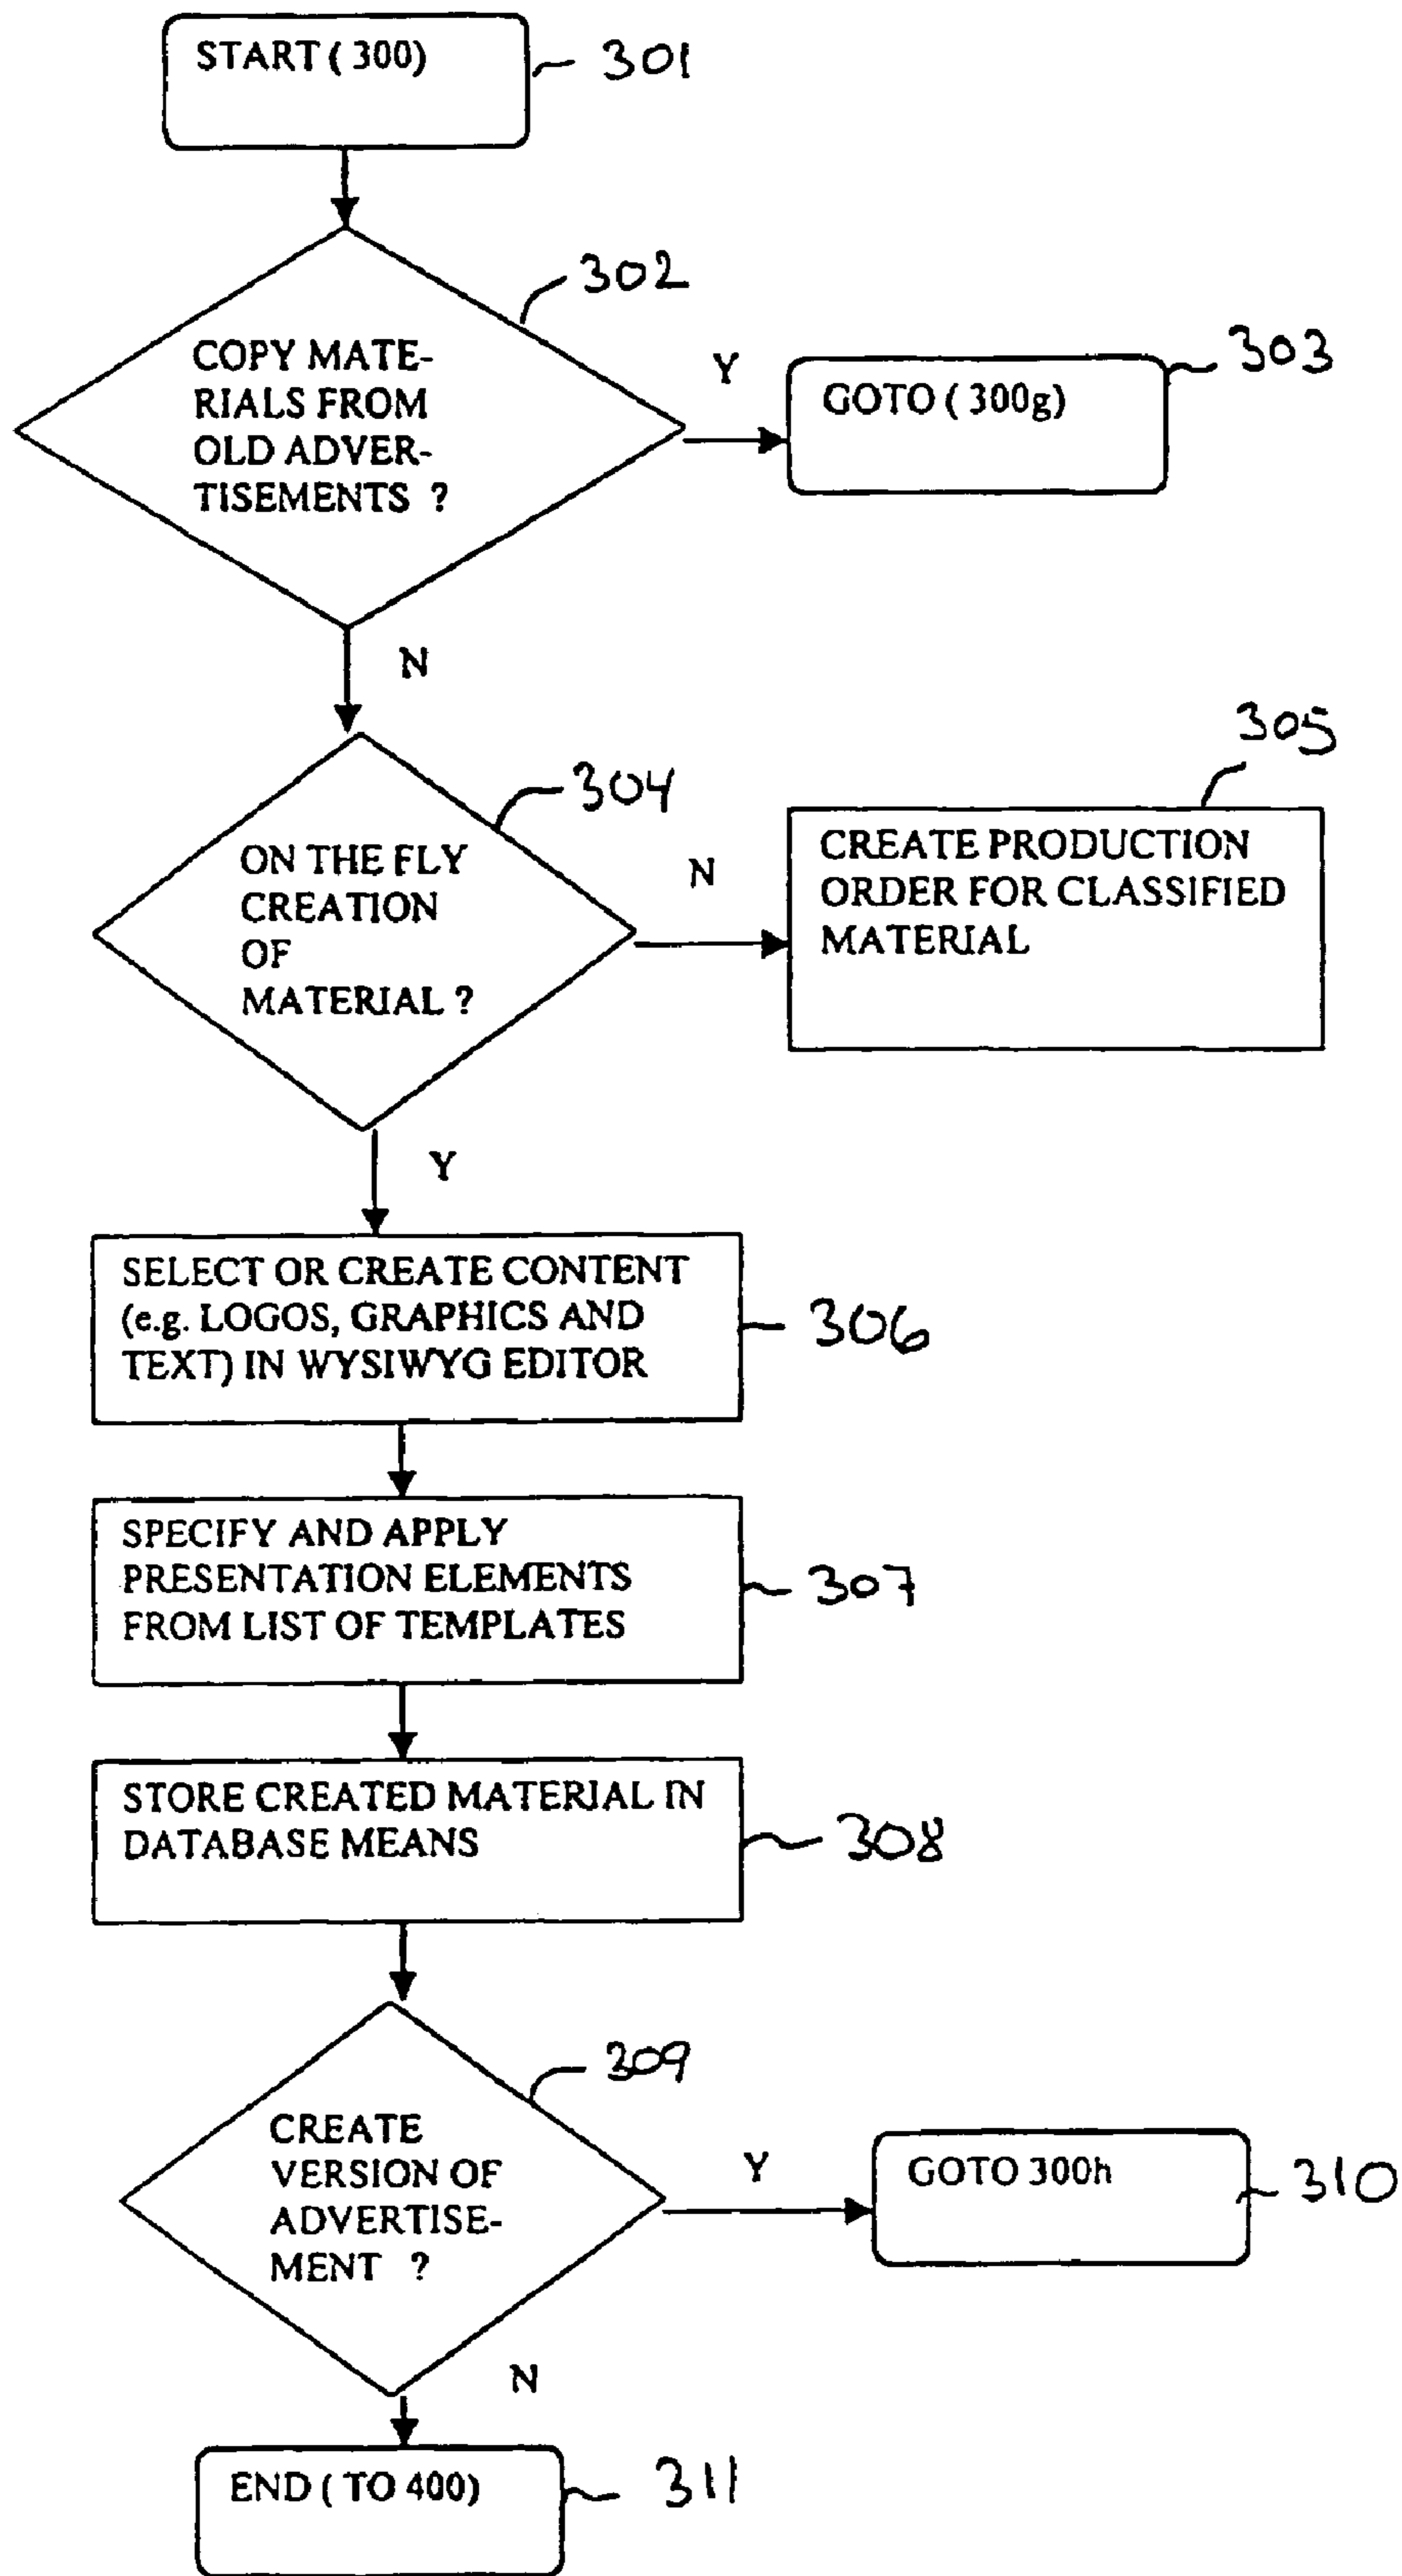 START ( 300)
301
302
COPY MATE-
RIALS FROM
OLD ADVER-
TISEMENTS ?
Y
GOTO ( 300g)
303
N
304
ON THE FLY
CREATION
OF
MATERIAL ?
N
305
CREATE PRODUCTION
ORDER FOR CLASSIFIED
MATERIAL
Y
SELECT OR CREATE CONTENT
(e.g. LOGOS, GRAPHICS AND
TEXT) IN WYSIWYG EDITOR
306
SPECIFY AND APPLY
PRESENTATION ELEMENTS
FROM LIST OF TEMPLATES
307
STORE CREATED MATERIAL IN
DATABASE MEANS
308
309
CREATE
VERSION OF
ADVERTISE-
MENT ?
Y
GOTO 300h
310
N
END ( TO 400)
311